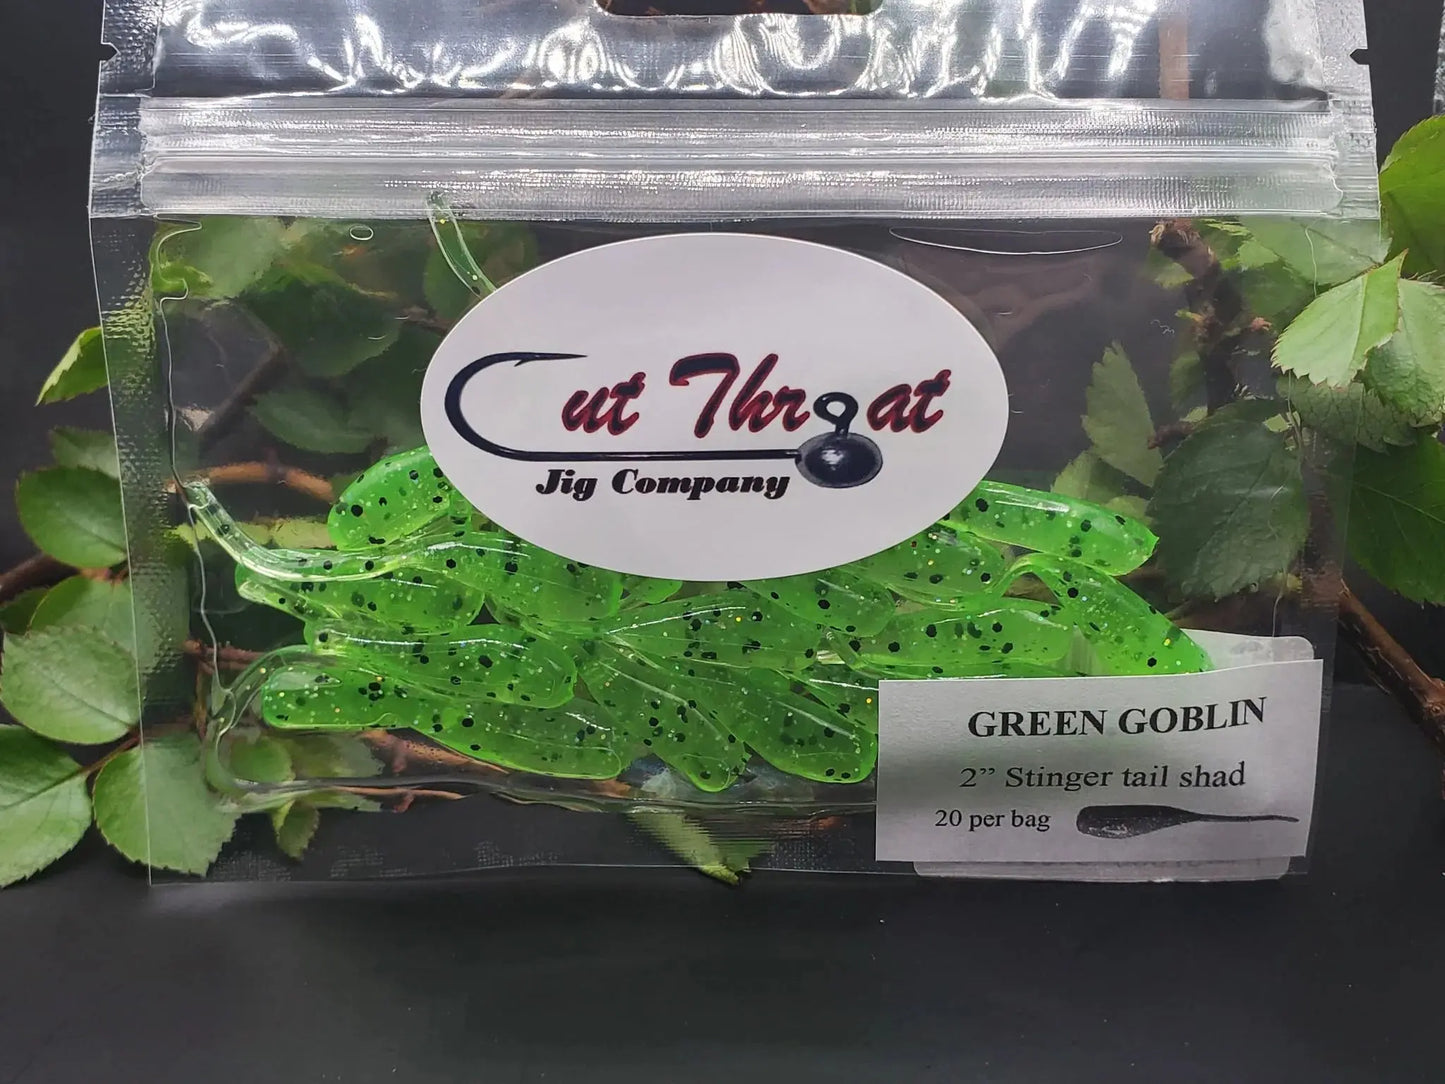 Cut Throat
Jig Company
GREEN GOBLIN
2” Stinger tail shad
20 per bag